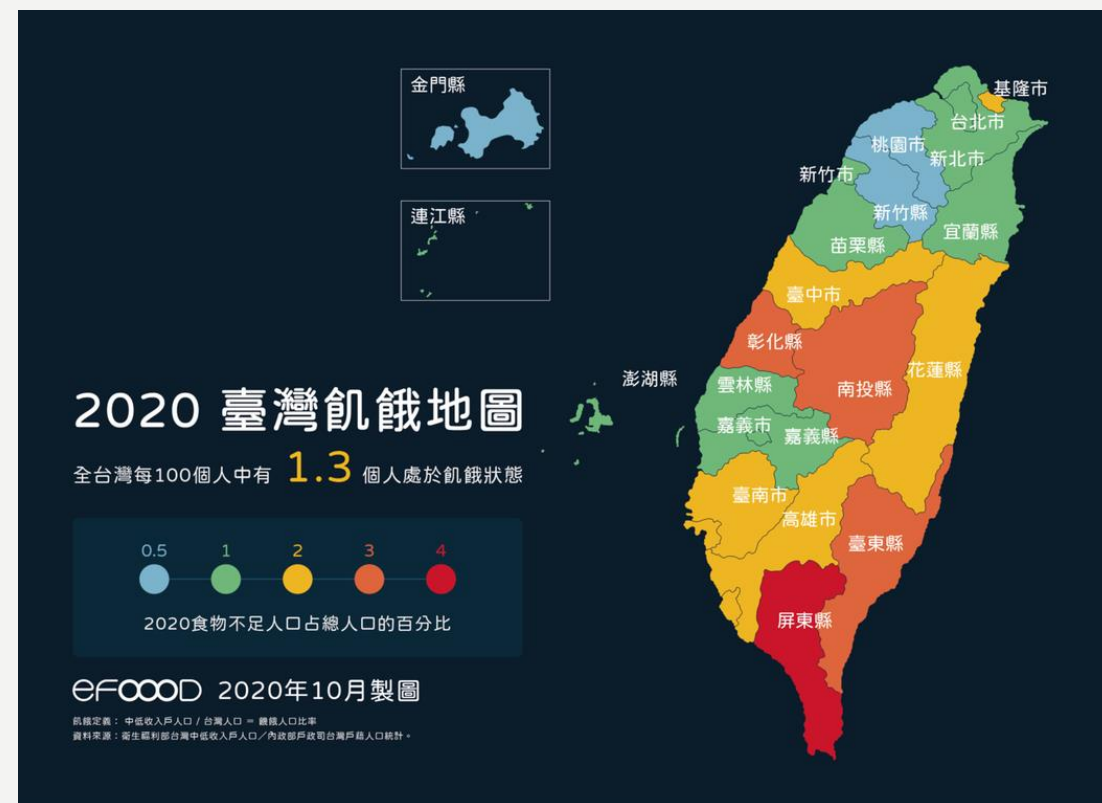 金門縣
連江縣
基隆市
台北市
桃園市
新北市
新竹市
新竹縣
宜蘭縣
苗栗縣
臺中市
彰化縣
南投縣
花蓮縣
澎湖縣
雲林縣
嘉義市
嘉義縣
臺南市
高雄市
臺東縣
屏東縣
2020 臺灣飢餓地圖
全台灣每100個人中有 1.3 個人處於飢餓狀態
0.5 1 2 3 4
2020食物不足人口占總人口的百分比
eFOOOD 2020年10月製圖
飢餓定義: 中低收入戶人口 / 台灣人口 = 饑餓人口比率
資料來源:衛生福利部台灣中低收入戶人口/內政部戶政司台灣戶籍人口統計。